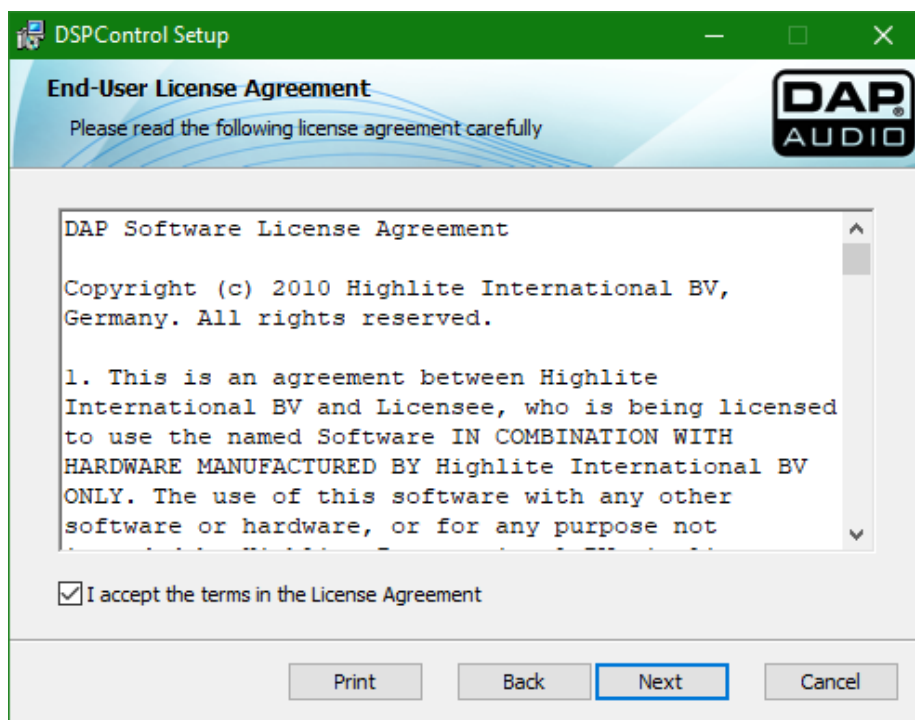 DSPControl Setup
End-User License Agreement
Please read the following license agreement carefully
DAP®
AUDIO
DAP Software License Agreement
Copyright (c) 2010 Highlite International BV,
Germany. All rights reserved.
1. This is an agreement between Highlite
International BV and Licensee, who is being licensed
to use the named Software IN COMBINATION WITH
HARDWARE MANUFACTURED BY Highlite International BV
ONLY. The use of this software with any other
software or hardware, or for any purpose not
I accept the terms in the License Agreement
Print Back Next Cancel